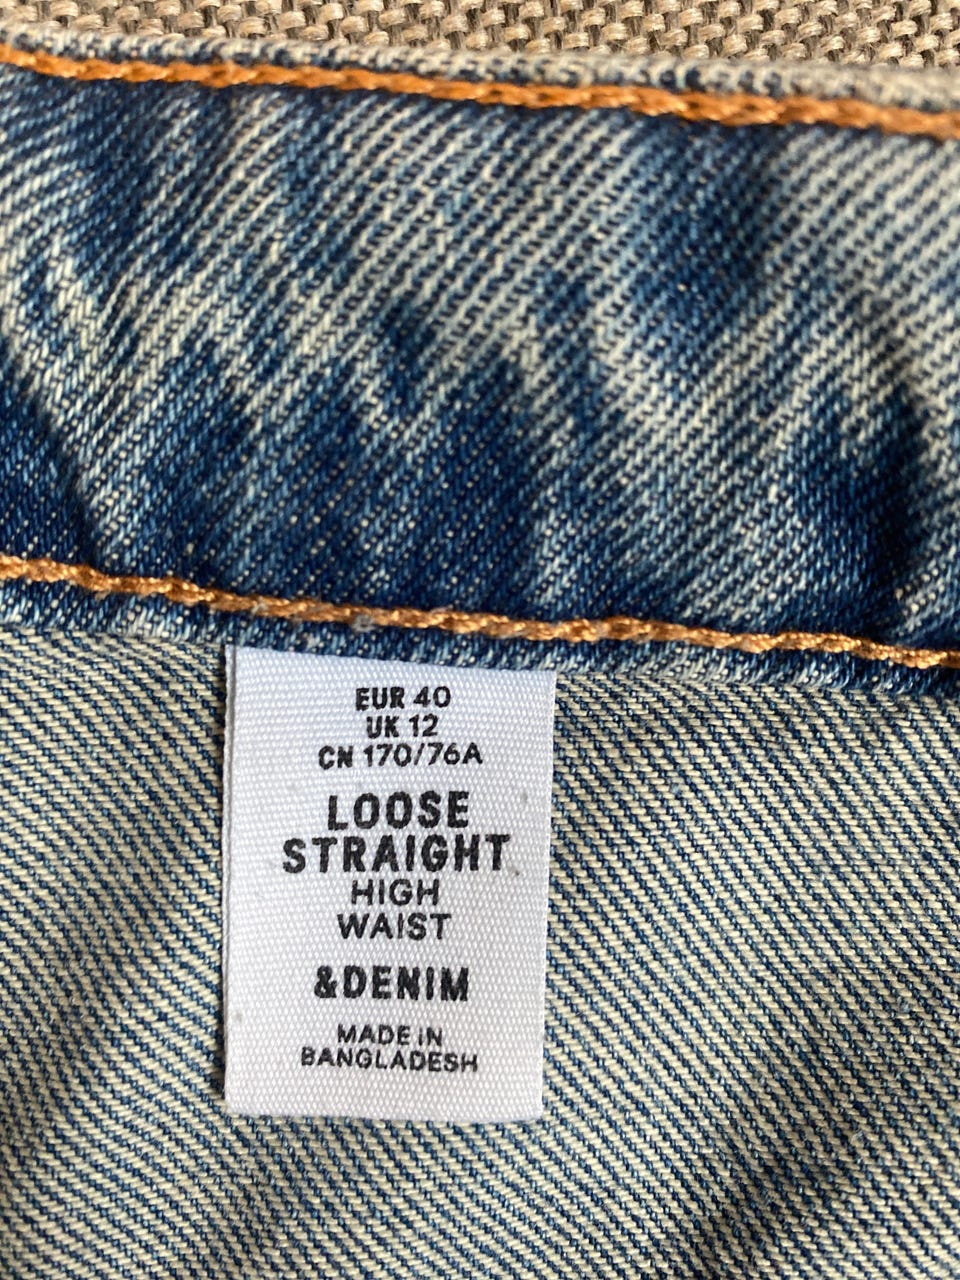 EUR 40
UK 12
CN 170/76A
LOOSE
STRAIGHT
HIGH
WAIST
&DENIM
MADE IN
BANGLADESH